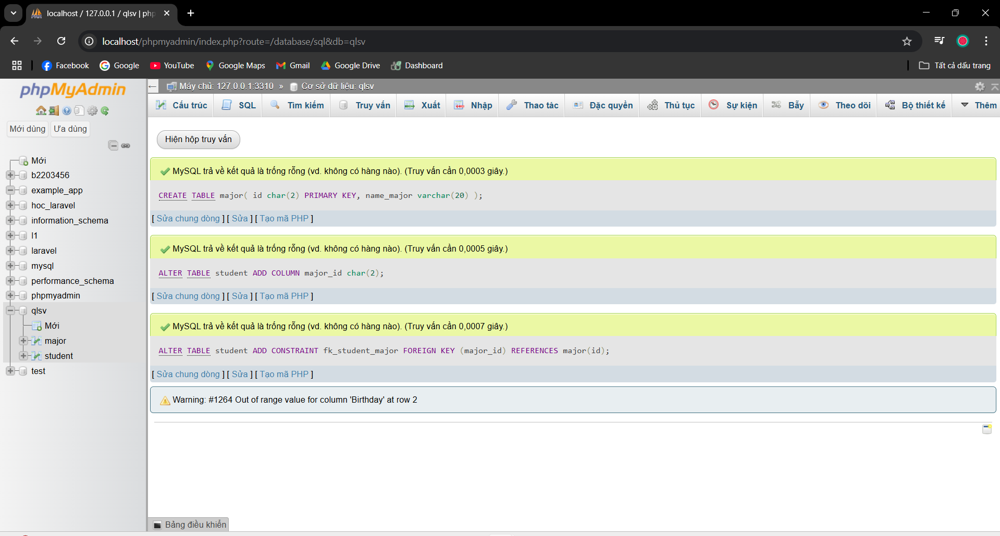 localhost / 127.0.0.1 / qlsv | php
localhost/phpmyadmin/index.php?route=/database/sql&db=qlsv
Facebook Google YouTube Google Maps Gmail Google Drive Dashboard Tất cả dấu trang
phpMyAdmin
Mới dùng Ưa dùng
Mới
b2203456
example_app
hoc_laravel
information_schema
l1
laravel
mysql
performance_schema
phpmyadmin
qlsv
Mới
major
student
test
Máy chủ: 127.0.0.1:3310 » Cơ sở dữ liệu: qlsv
Cấu trúc SQL Tìm kiếm Truy vấn Xuất Nhập Thao tác Đặc quyền Thủ tục Sự kiện Bẫy Theo dõi Bộ thiết kế Thêm
Hiện hộp truy vấn
MySQL trả về kết quả là trống rỗng (vd. không có hàng nào). (Truy vấn cần 0,0003 giây.)
CREATE TABLE major( id char(2) PRIMARY KEY, name_major varchar(20) );
[ Sửa chung dòng ] [ Sửa ] [ Tạo mã PHP ]
MySQL trả về kết quả là trống rỗng (vd. không có hàng nào). (Truy vấn cần 0,0005 giây.)
ALTER TABLE student ADD COLUMN major_id char(2);
[ Sửa chung dòng ] [ Sửa ] [ Tạo mã PHP ]
MySQL trả về kết quả là trống rỗng (vd. không có hàng nào). (Truy vấn cần 0,0007 giây.)
ALTER TABLE student ADD CONSTRAINT fk_student_major FOREIGN KEY (major_id) REFERENCES major(id);
[ Sửa chung dòng ] [ Sửa ] [ Tạo mã PHP ]
Warning: #1264 Out of range value for column 'Birthday' at row 2
Bảng điều khiển